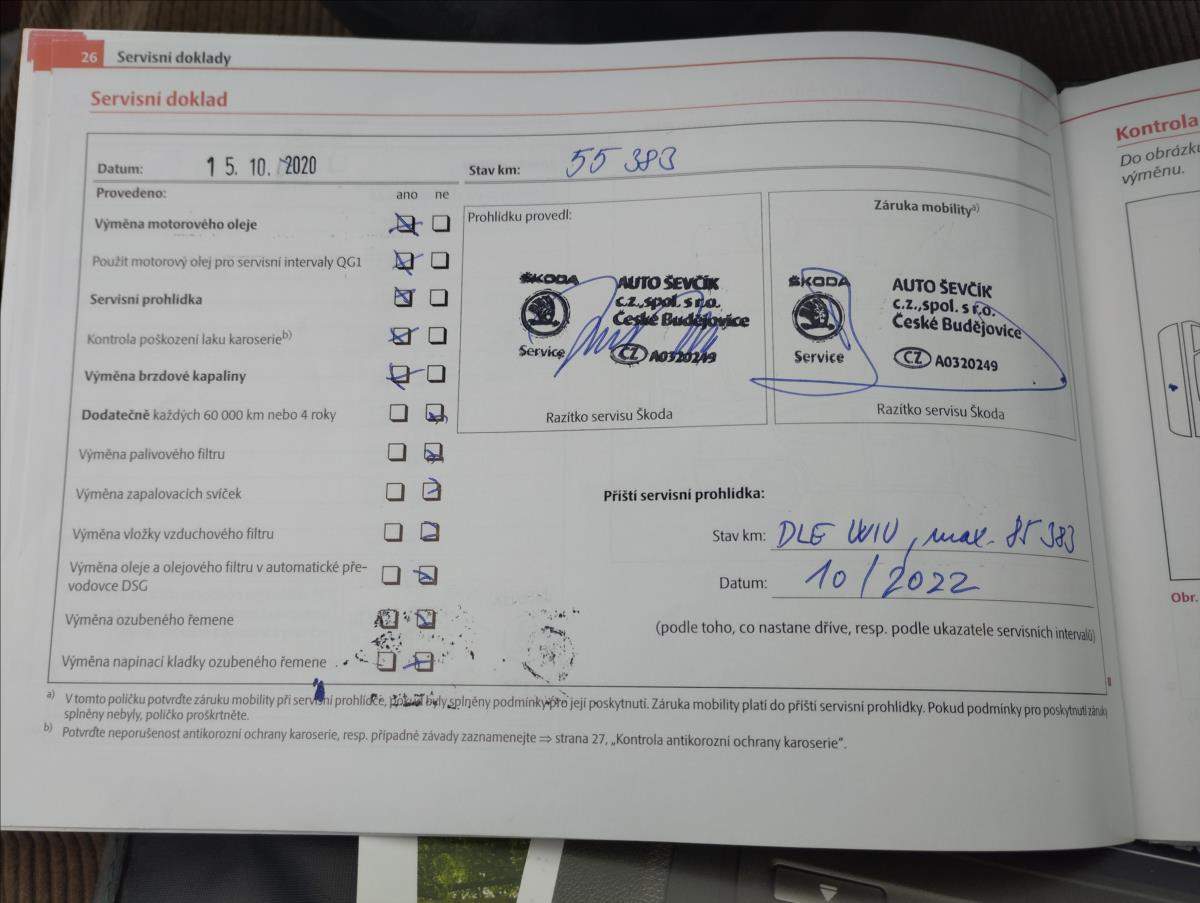 26 Servisní doklady
Servisní doklad
Datum: 15. 10. 2020
Stav km: 55 383
Provedeno: ano ne
Výměna motorového oleje
Použit motorový olej pro servisní intervaly QG1
Servisní prohlídka
Kontrola poškození laku karoserie b)
Výměna brzdové kapaliny
Dodatečně každých 60 000 km nebo 4 roky
Výměna palivového filtru
Výměna zapalovacích svíček
Výměna vložky vzduchového filtru
Výměna oleje a olejového filtru v automatické pře-
vodovce DSG
Výměna ozubeného řemene
Výměna napínací kladky ozubeného řemene
Prohlídku provedl:
ŠKODA
Service
AUTO ŠEVČÍK
c.z.,spol. s r.o.
České Budějovice
CZ A0320249
Razítko servisu Škoda
Záruka mobility a)
ŠKODA
Service
AUTO ŠEVČÍK
c.z.,spol. s r.o.
České Budějovice
CZ A0320249
Razítko servisu Škoda
Příští servisní prohlídka:
Stav km: DLE UKIU, max. 85 383
Datum: 10/2022
(podle toho, co nastane dříve, resp. podle ukazatele servisních intervalů)
a) V tomto políčku potvrďte záruku mobility při servisní prohlídce, pokud byly splněny podmínky pro její poskytnutí. Záruka mobility platí do příští servisní prohlídky. Pokud podmínky pro poskytnutí záruky
splněny nebyly, políčko proškrtněte.
b) Potvrďte neporušenost antikorozní ochrany karoserie, resp. případné závady zaznamenejte ⇒ strana 27, „Kontrola antikorozní ochrany karoserie“.
Kontrola
Do obrázku
výměnu.
Obr.